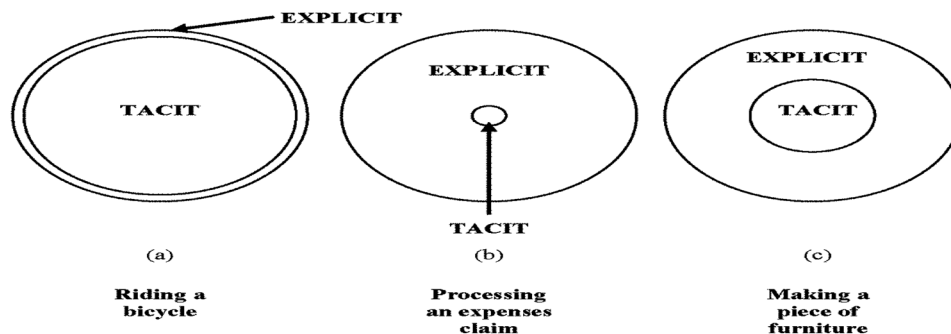 EXPLICIT
TACIT
EXPLICIT
TACIT
EXPLICIT
TACIT
(a)
(b)
(c)
Riding a
bicycle
Processing
an expenses
claim
Making a
piece of
furniture